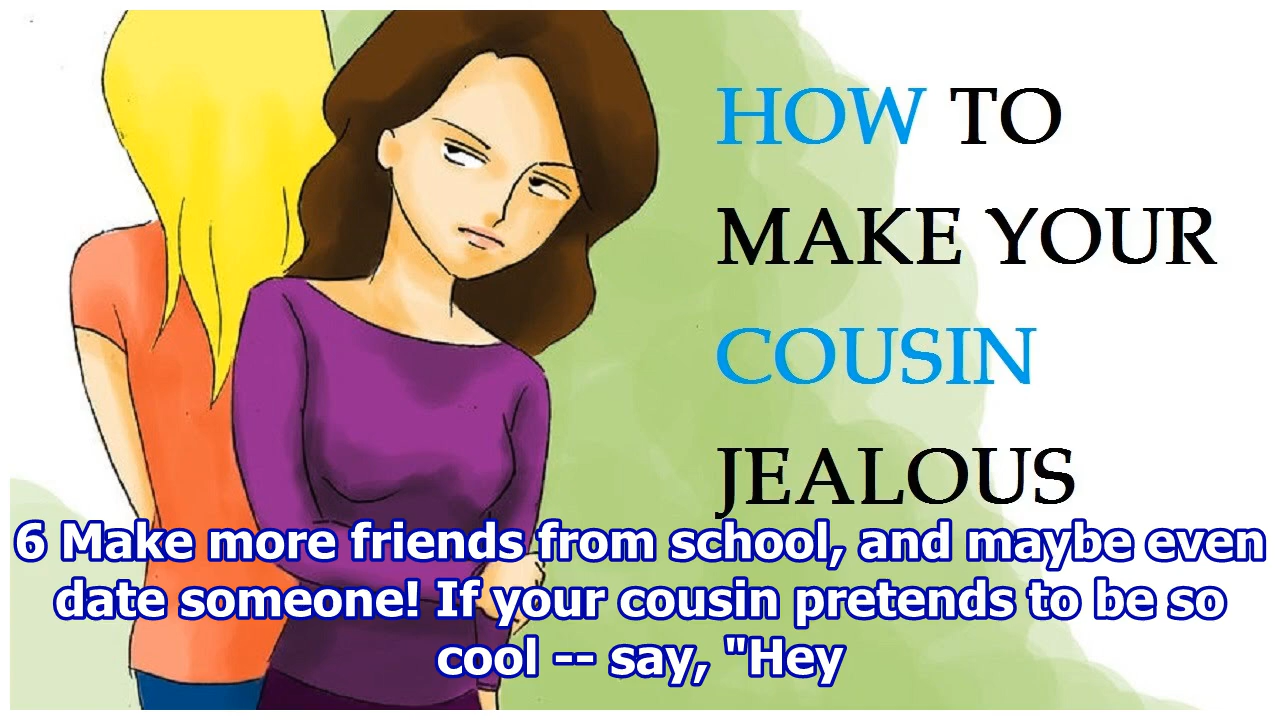 HOW TO
MAKE YOUR
COUSIN
JEALOUS
6 Make more friends from school, and maybe even
date someone! If your cousin pretends to be so
cool -- say, "Hey